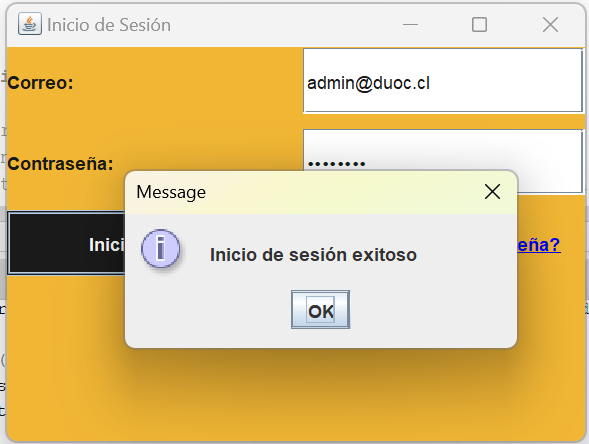 Inicio de Sesión
Correo:
admin@duoc.cl
Contraseña:
••••••••
Message
Inicio de sesión exitoso
OK